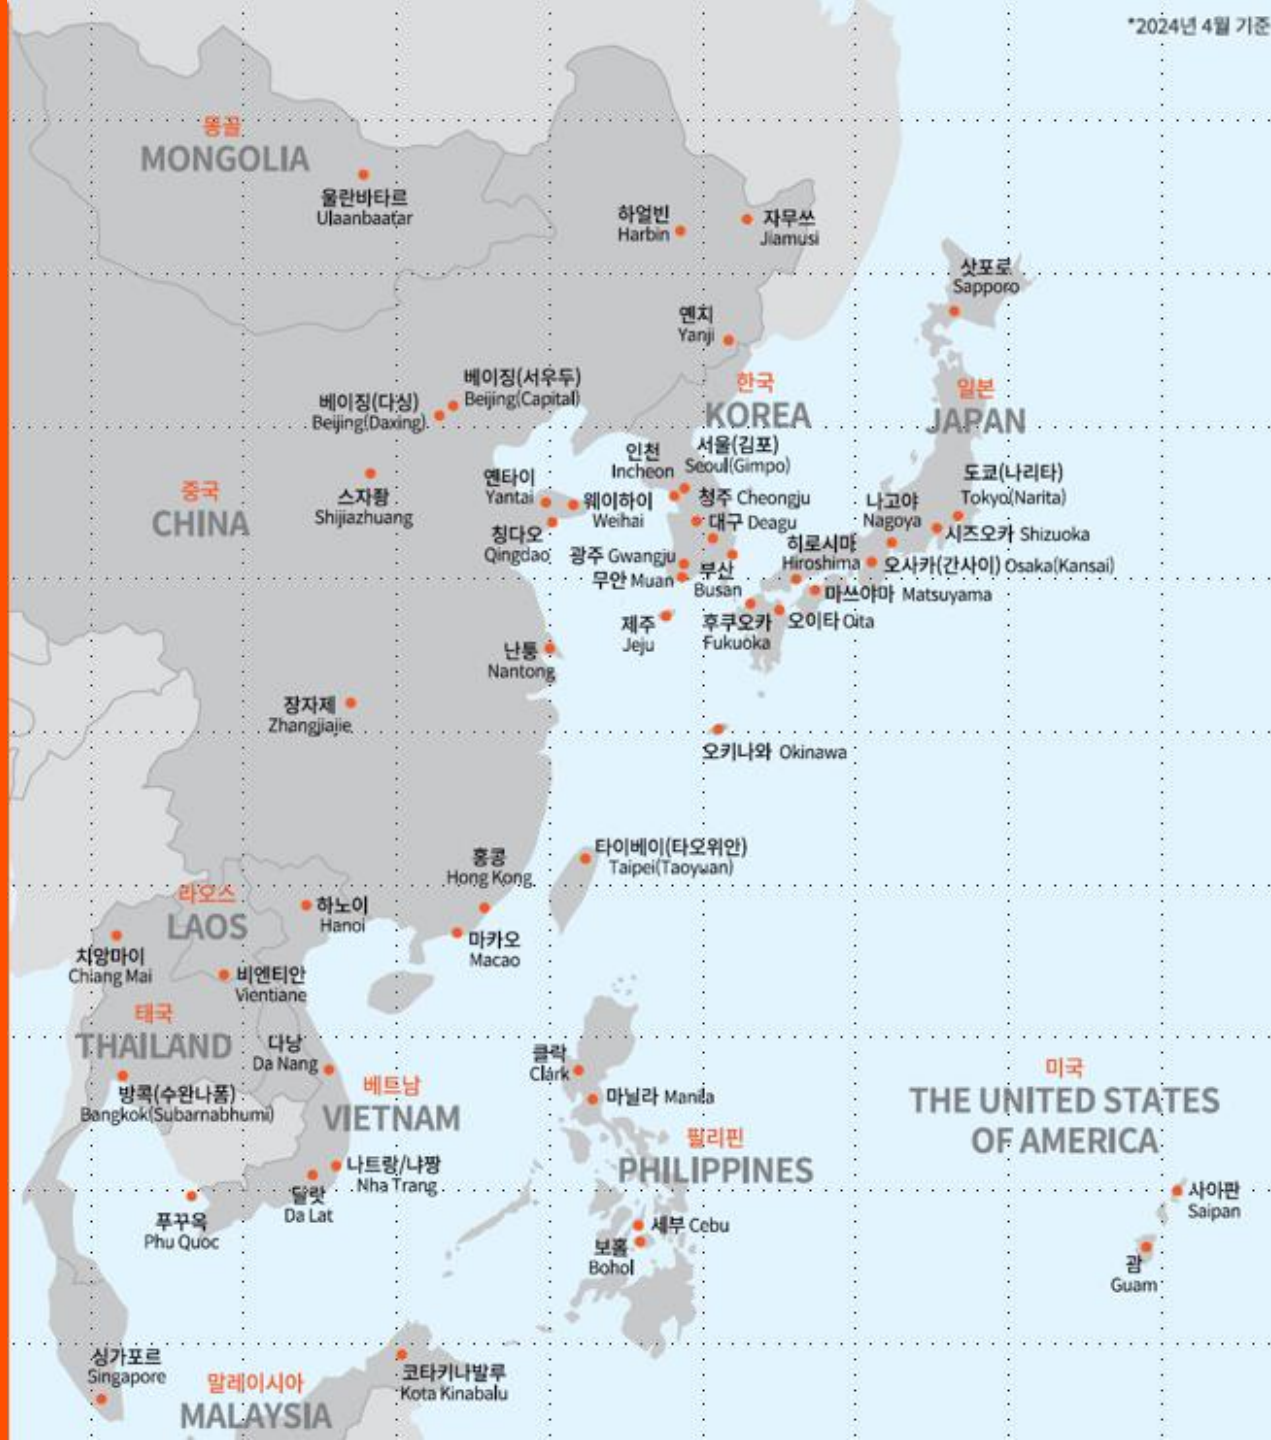 *2024년 4월 기준
몽골
MONGOLIA
울란바타르
Ulaanbaatar
하얼빈
Harbin
자무쓰
Jiamusi
삿포로
Sapporo
옌지
Yanji
베이징(서우두)
Beijing(Capital)
베이징(다싱)
Beijing(Daxing)
한국
KOREA
일본
JAPAN
인천
Incheon
서울(김포)
Seoul(Gimpo)
도쿄(나리타)
Tokyo(Narita)
중국
CHINA
스자좡
Shijiazhuang
옌타이
Yantai
웨이하이
Weihai
청주 Cheongju
나고야
Nagoya
칭다오
Qingdao
대구 Deagu
시즈오카 Shizuoka
히로시마
Hiroshima
광주 Gwangju
오사카(간사이) Osaka(Kansai)
무안 Muan
부산
Busan
마쓰야마 Matsuyama
제주
Jeju
후쿠오카
Fukuoka
오이타 Oita
난퉁
Nantong
장자제
Zhangjiajie
오키나와 Okinawa
타이베이(타오위안)
Taipei(Taoyuan)
홍콩
Hong Kong
라오스
LAOS
하노이
Hanoi
마카오
Macao
치앙마이
Chiang Mai
비엔티안
Vientiane
태국
THAILAND
다낭
Da Nang
클락
Clark
방콕(수완나폼)
Bangkok(Subarnabhumi)
베트남
VIETNAM
마닐라 Manila
미국
THE UNITED STATES
OF AMERICA
필리핀
PHILIPPINES
나트랑/냐짱
Nha Trang
달랏
Da Lat
푸꾸옥
Phu Quoc
세부 Cebu
보홀
Bohol
사이판
Saipan
괌
Guam
싱가포르
Singapore
말레이시아
MALAYSIA
코타키나발루
Kota Kinabalu